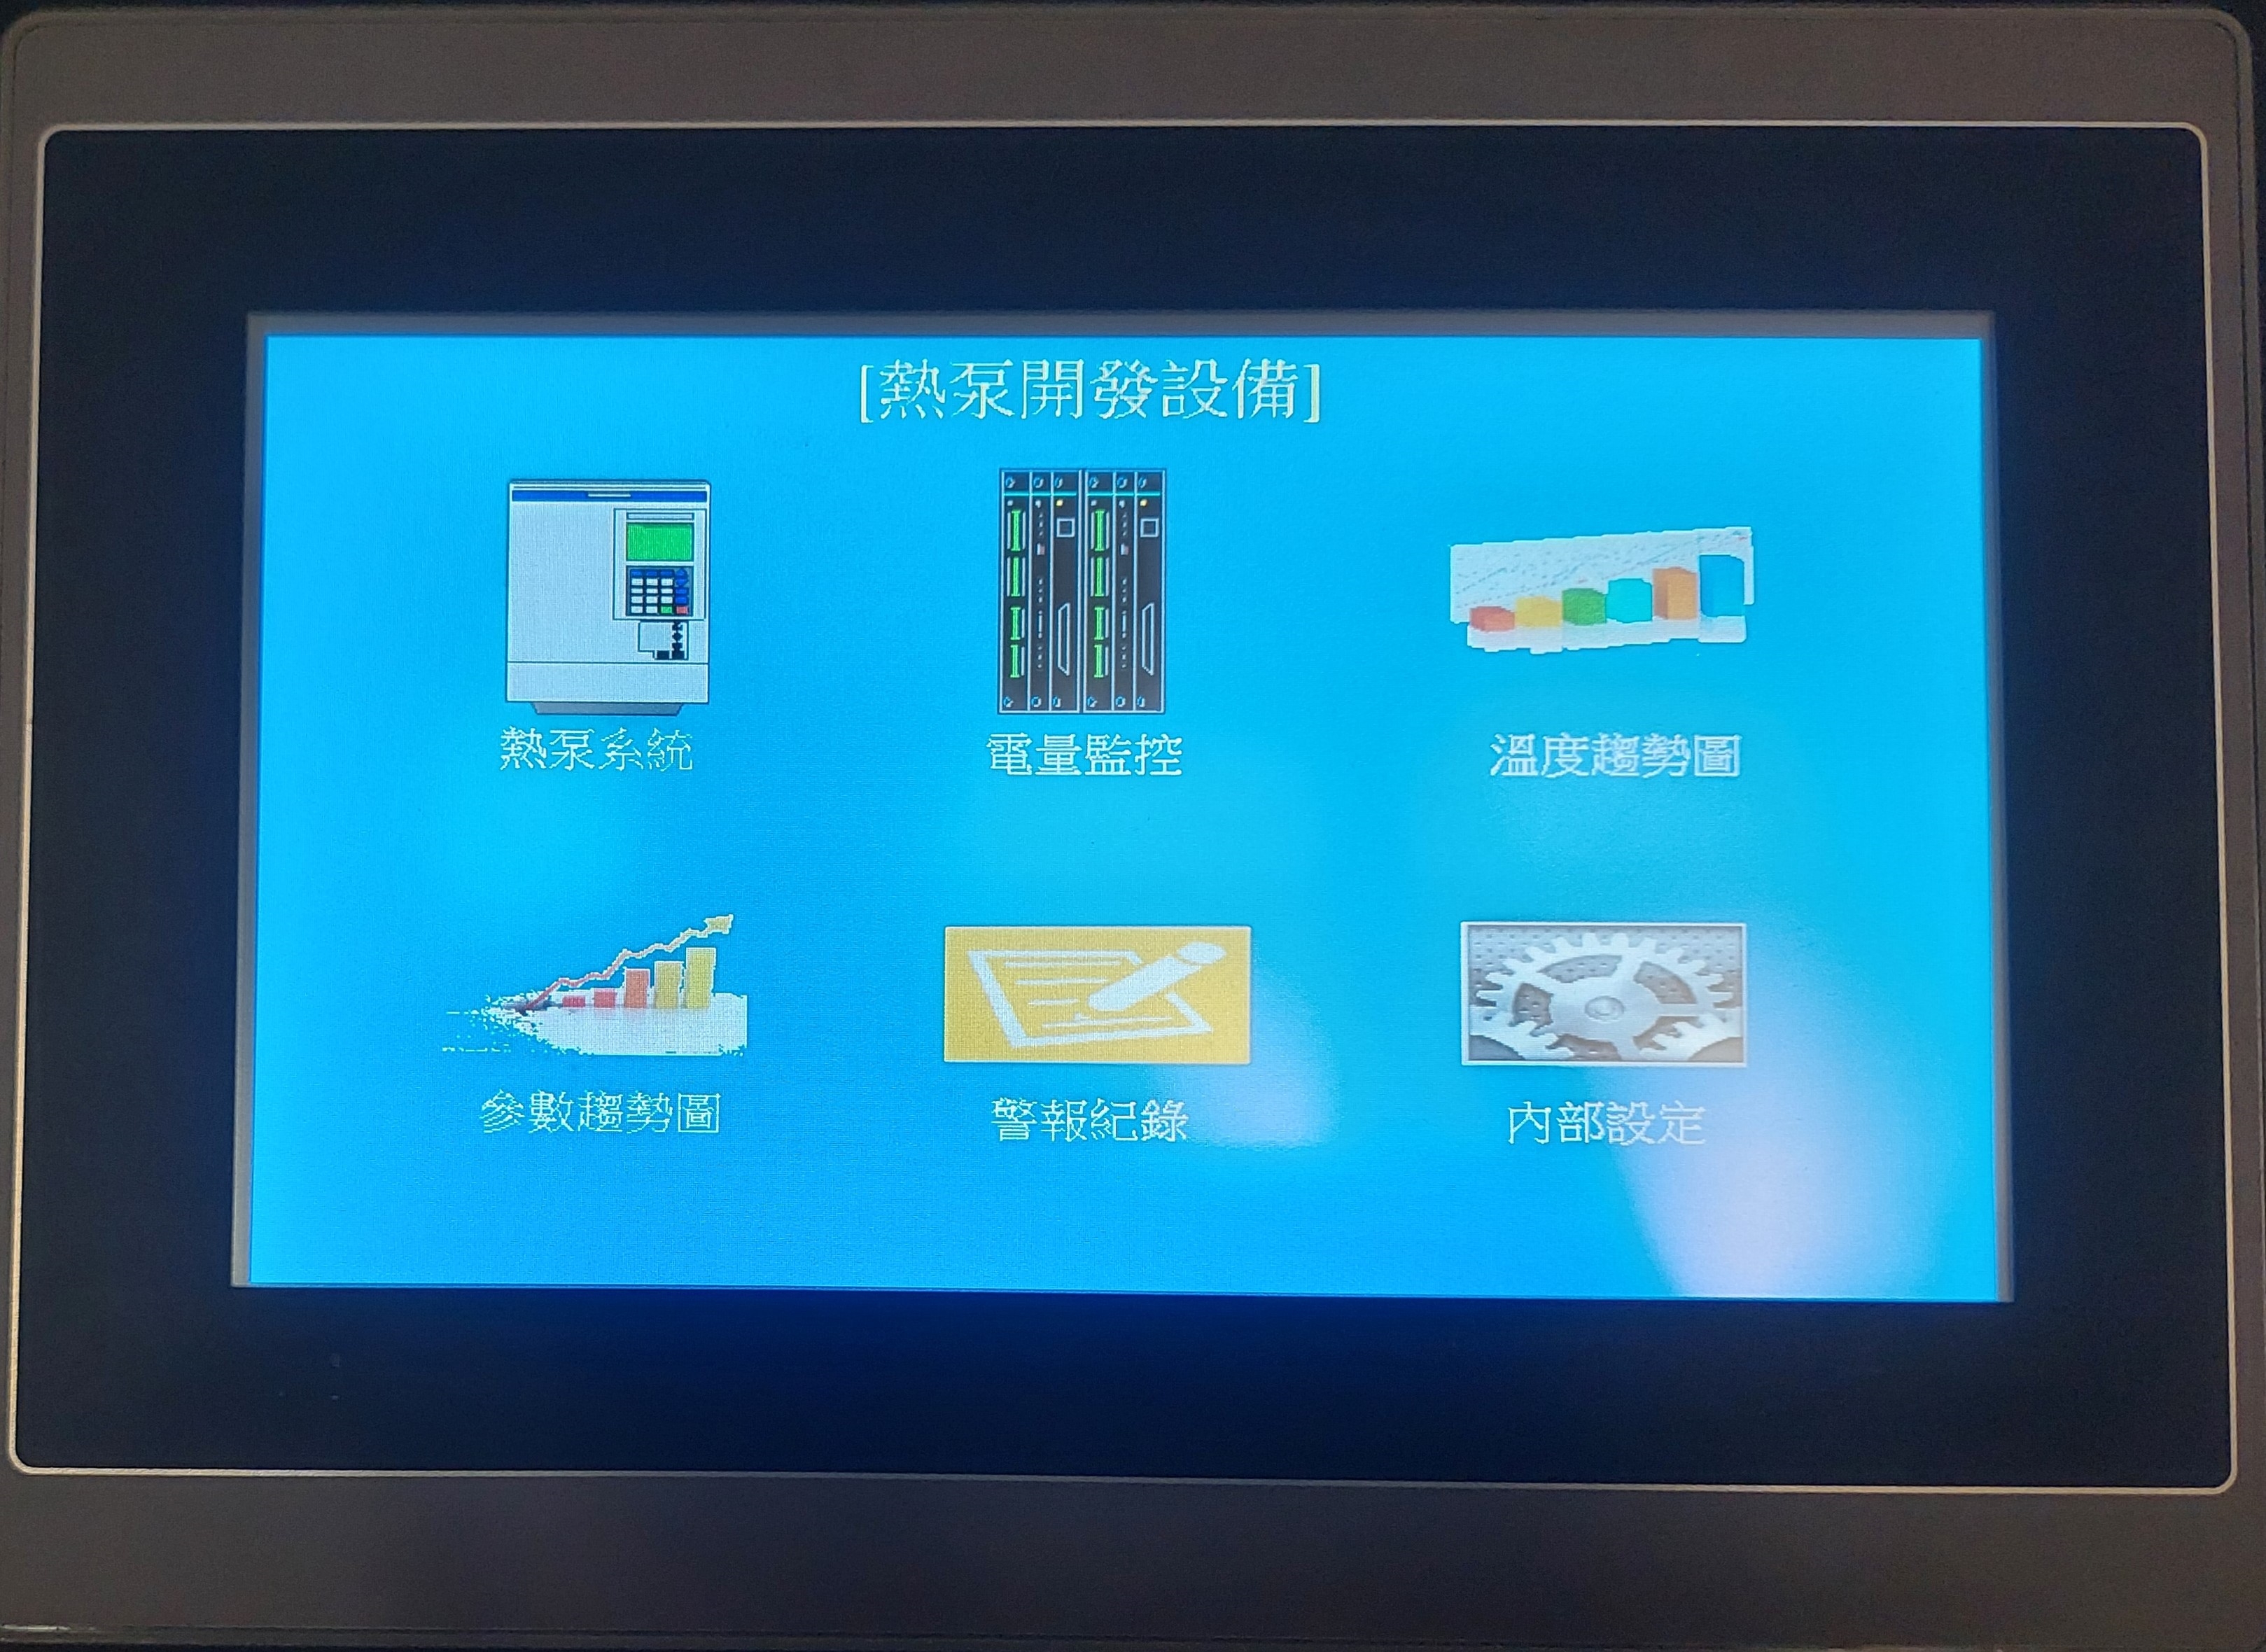 [熱泵開發設備]
熱泵系統
電量監控
溫度趨勢圖
參數趨勢圖
警報紀錄
內部設定